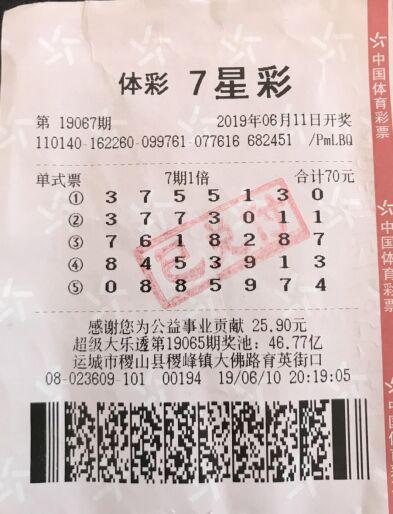 体彩 7星彩
第 19067期 2019年06月11日开奖
110140-162260-099761-077616 682451 /PmLBQ
单式票 7期1倍 合计70元
① 3 7 5 5 1 3 0
② 3 7 7 3 0 1 1
③ 7 6 1 8 2 8 7
④ 8 4 5 3 9 1 3
⑤ 0 8 8 5 9 7 4
已兑付
感谢您为公益事业贡献 25.90元
超级大乐透第19065期奖池：46.77亿
运城市稷山县稷峰镇大佛路育英街口
08-023609-101 00194 19/06/10 20:19:05
中国体育彩票
中国体育彩票
中国体育